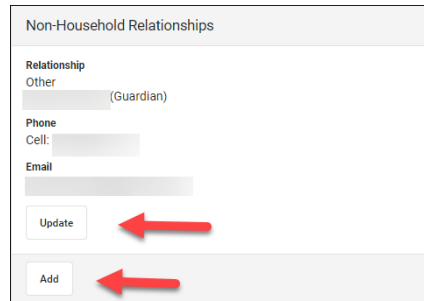 Non-Household Relationships
Relationship
Other
(Guardian)
Phone
Cell:
Email
Update
Add